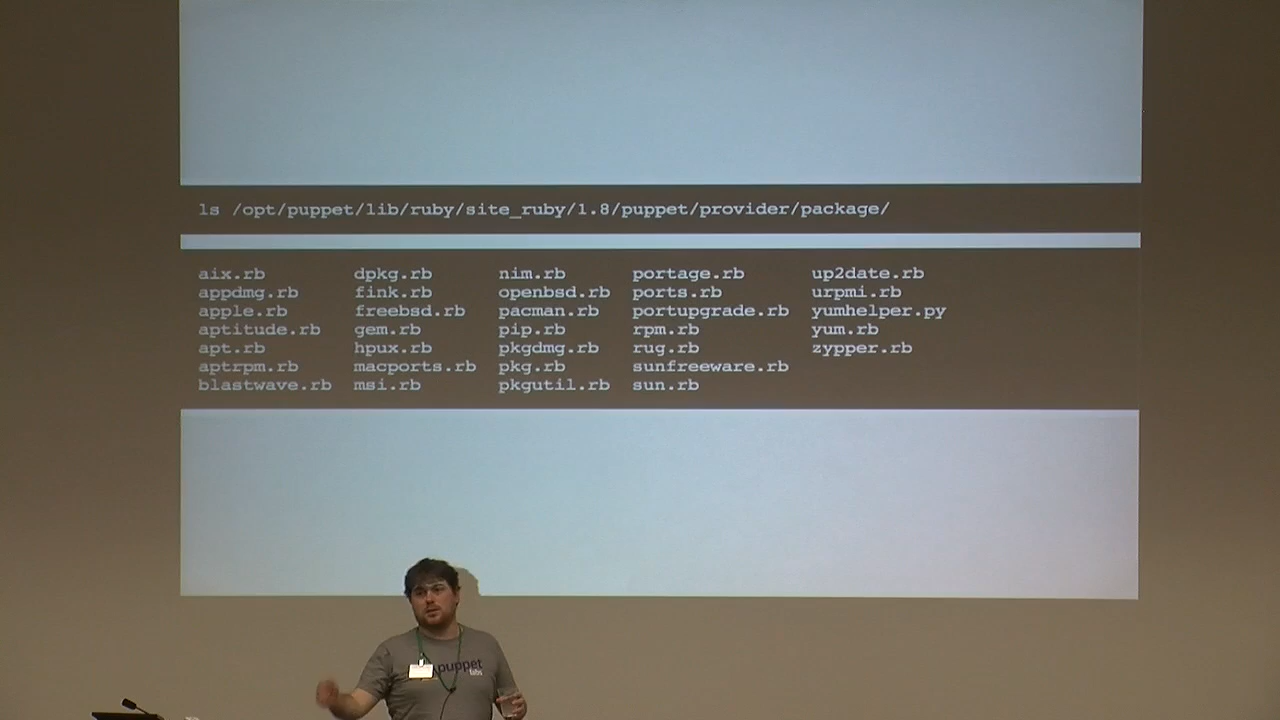 ls /opt/puppet/lib/ruby/site_ruby/1.8/puppet/provider/package/
aix.rb dpkg.rb nim.rb portage.rb up2date.rb
appdmg.rb fink.rb openbsd.rb ports.rb urpmi.rb
apple.rb freebsd.rb pacman.rb portupgrade.rb yumhelper.py
aptitude.rb gem.rb pip.rb rpm.rb yum.rb
apt.rb hpux.rb pkgdmg.rb rug.rb zypper.rb
aptrpm.rb macports.rb pkg.rb sunfreeware.rb
blastwave.rb msi.rb pkgutil.rb sun.rb
puppet
labs